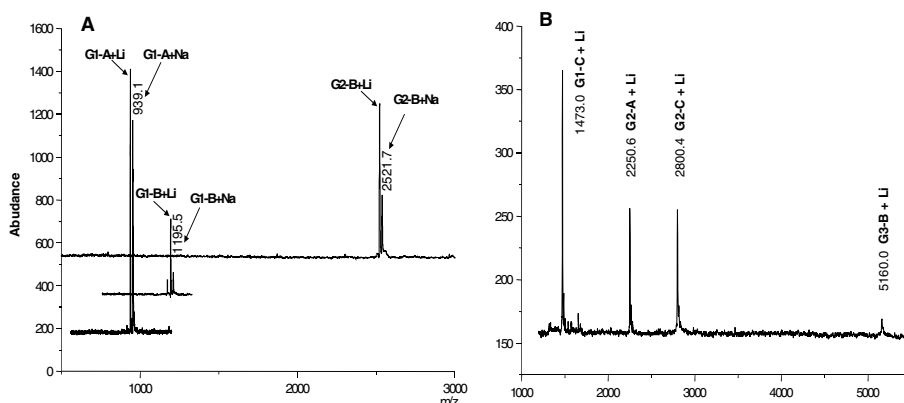 A
Abudance
1600
1400
1200
1000
800
600
400
200
0
1000
2000
3000
m/z
G1-A+Li
G1-A+Na
939.1
G1-B+Li
G1-B+Na
1195.5
G2-B+Li
G2-B+Na
2521.7
B
400
350
300
250
200
150
1000
2000
3000
4000
5000
1473.0 G1-C + Li
2250.6 G2-A + Li
2800.4 G2-C + Li
5160.0 G3-B + Li